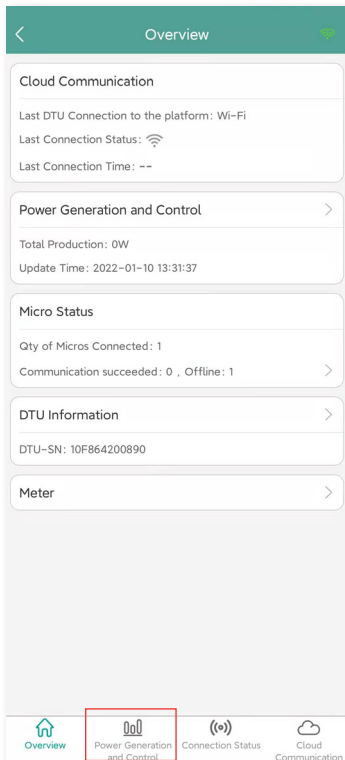 Overview
Cloud Communication
Last DTU Connection to the platform: Wi-Fi
Last Connection Status:
Last Connection Time: --
Power Generation and Control
Total Production: 0W
Update Time: 2022-01-10 13:31:37
Micro Status
Qty of Micros Connected: 1
Communication succeeded: 0 , Offline: 1
DTU Information
DTU-SN: 10F864200890
Meter
Overview
Power Generation
and Control
Connection Status
Cloud
Communication